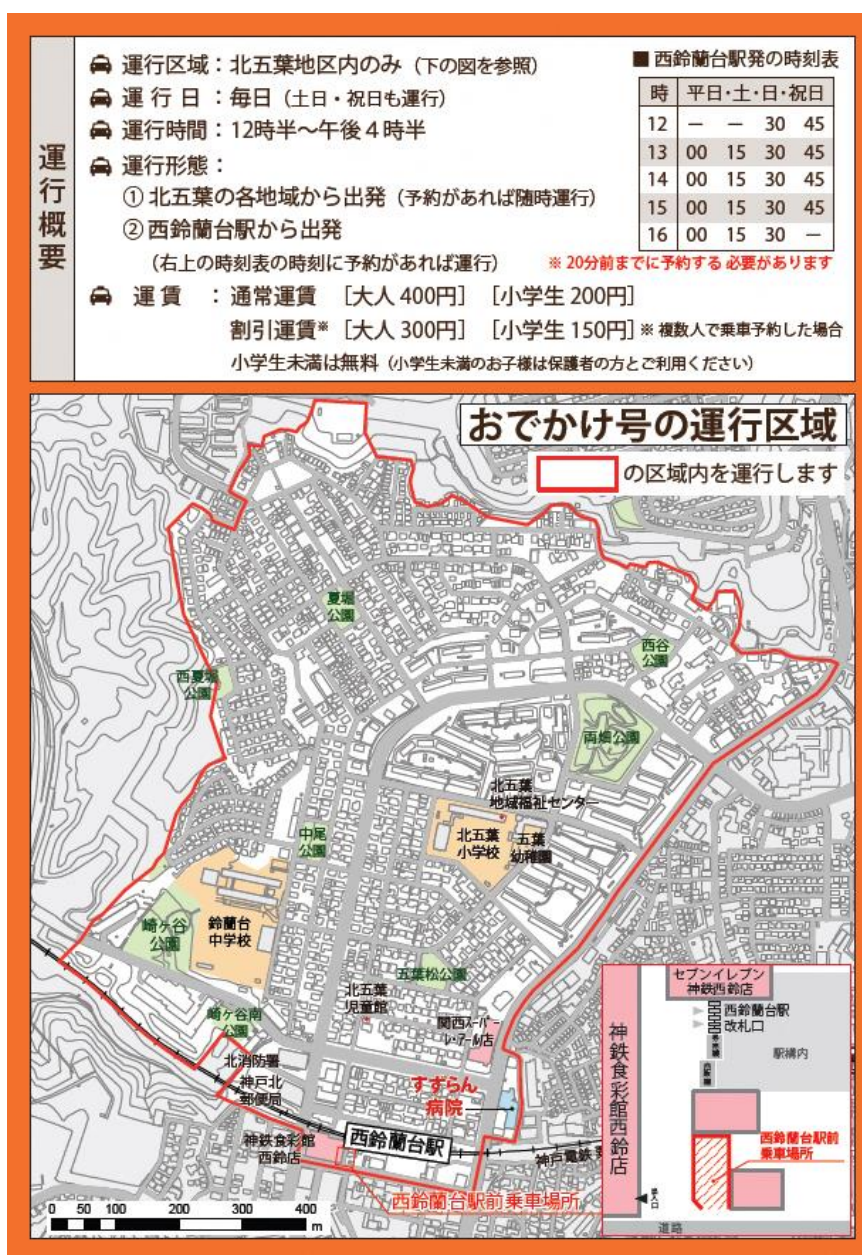 運行概要
運行区域：北五葉地区内のみ（下の図を参照）
運 行 日 ：毎日（土日・祝日も運行）
運行時間：12時半～午後４時半
運行形態：
① 北五葉の各地域から出発（予約があれば随時運行）
② 西鈴蘭台駅から出発
（右上の時刻表の時刻に予約があれば運行）
■ 西鈴蘭台駅発の時刻表
時 平日・土・日・祝日
12 － － 30 45
13 00 15 30 45
14 00 15 30 45
15 00 15 30 45
16 00 15 30 －
※ 20分前までに予約する 必要があります
運 賃 ：通常運賃 ［大人 400円］ ［小学生 200円］
割引運賃※ ［大人 300円］ ［小学生 150円］※ 複数人で乗車予約した場合
小学生未満は無料（小学生未満のお子様は保護者の方とご利用ください）
おでかけ号の運行区域
の区域内を運行します
夏堀
公園
西谷
公園
西夏堀
公園
両畑公園
北五葉
地域福祉センター
中尾
公園
北五葉
小学校
五葉
幼稚園
崎ヶ谷
公園
鈴蘭台
中学校
五葉松公園
北五葉
児童館
崎ヶ谷南
公園
関西スーパー
レ・アール店
北消防署
すずらん
病院
神戸北
郵便局
神鉄食彩館
西鈴店
西鈴蘭台駅
神戸電鉄
西鈴蘭台駅前乗車場所
0 50 100 200 300 400
m
セブンイレブン
神鉄西鈴店
西鈴蘭台駅
改札口
駅構内
神鉄食彩館西鈴店
西鈴蘭台駅前
乗車場所
出入口
道路